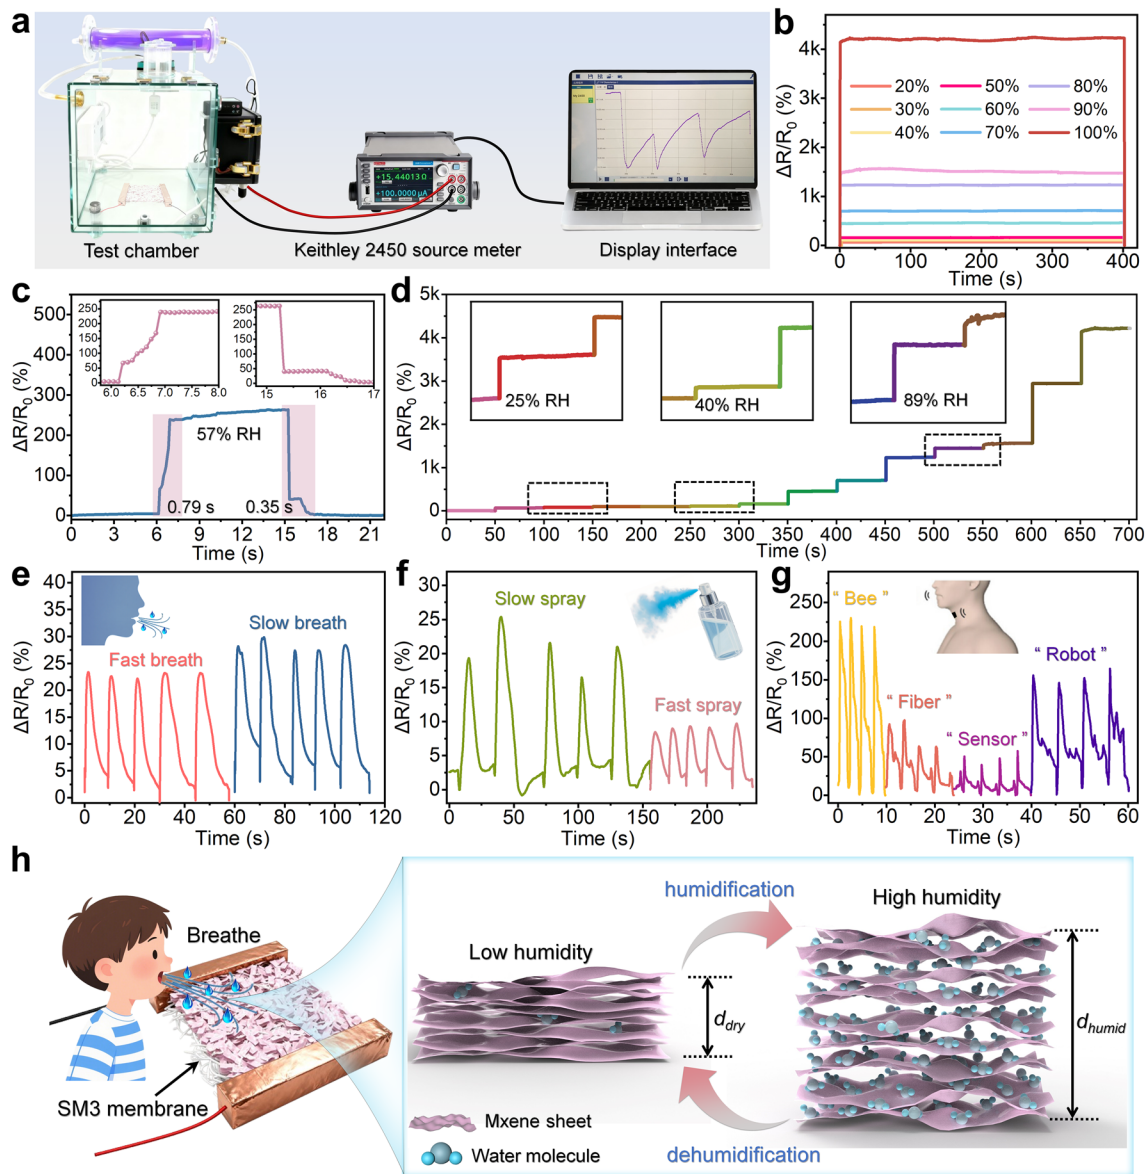 a
+15.44013 Ω
+100.0000 µA
Test chamber
Keithley 2450 source meter
Display interface
b
4k
3k
2k
1k
0
ΔR/R0 (%)
20%
50%
80%
30%
60%
90%
40%
70%
100%
0
100
200
300
400
Time (s)
c
500
400
300
200
100
0
ΔR/R0 (%)
250
200
150
100
50
0
6.0
6.5
7.0
7.5
8.0
250
200
150
100
50
0
15
16
17
57% RH
0.79 s
0.35 s
0
3
6
9
12
15
18
21
Time (s)
d
5k
4k
3k
2k
1k
0
ΔR/R0 (%)
25% RH
40% RH
89% RH
0
50
100
150
200
250
300
350
400
450
500
550
600
650
700
Time (s)
e
40
35
30
25
20
15
10
5
0
ΔR/R0 (%)
Slow breath
Fast breath
0
20
40
60
80
100
120
Time (s)
f
30
25
20
15
10
5
0
ΔR/R0 (%)
Slow spray
Fast spray
0
50
100
150
200
Time (s)
g
250
200
150
100
50
0
ΔR/R0 (%)
“ Bee ”
“ Fiber ”
“ Sensor ”
“ Robot ”
0
10
20
30
40
50
60
Time (s)
h
Breathe
SM3 membrane
Low humidity
humidification
High humidity
ddry
dhumid
dehumidification
Mxene sheet
Water molecule